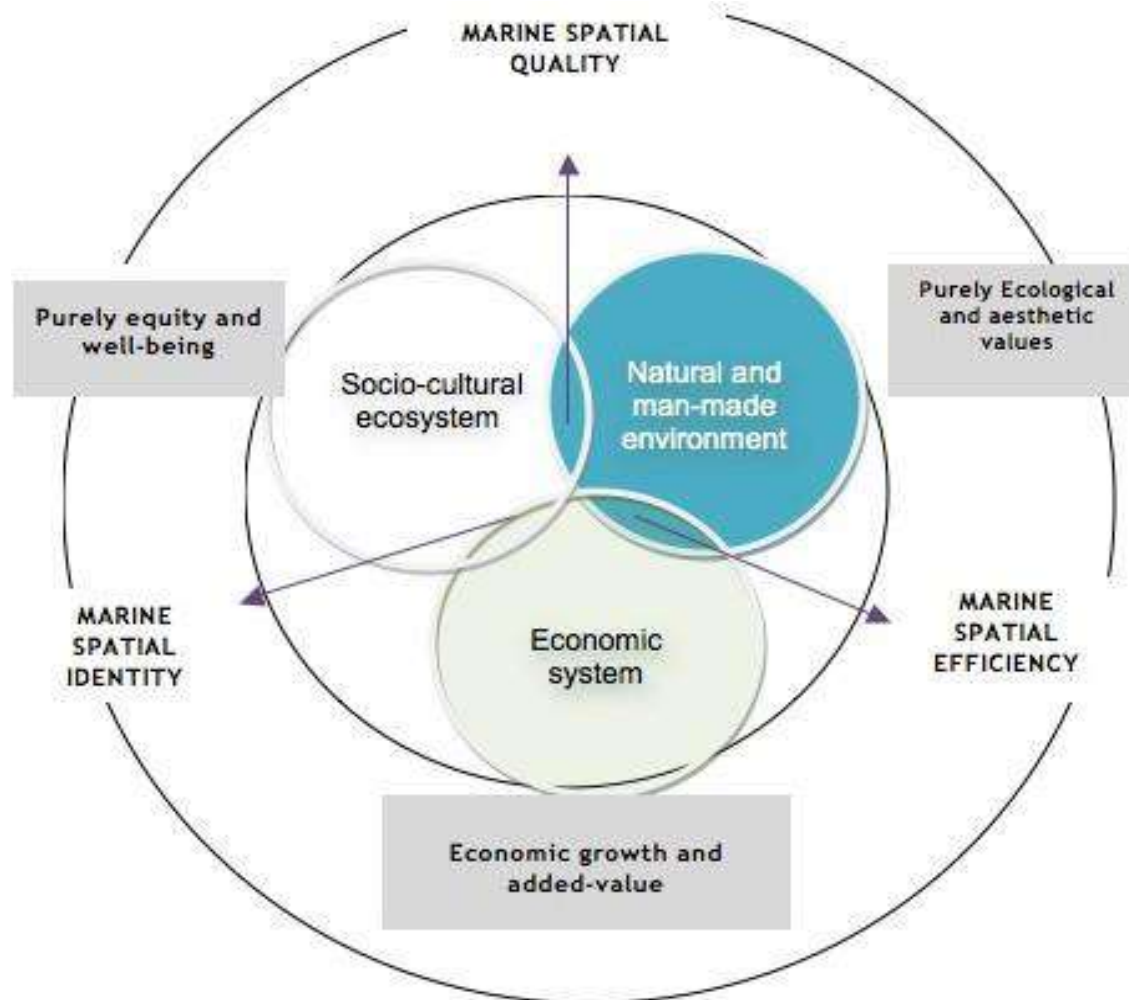 MARINE SPATIAL
QUALITY
Purely equity and
well-being
Purely Ecological
and aesthetic
values
Socio-cultural
ecosystem
Natural and
man-made
environment
MARINE
SPATIAL
IDENTITY
MARINE
SPATIAL
EFFICIENCY
Economic
system
Economic growth and
added-value